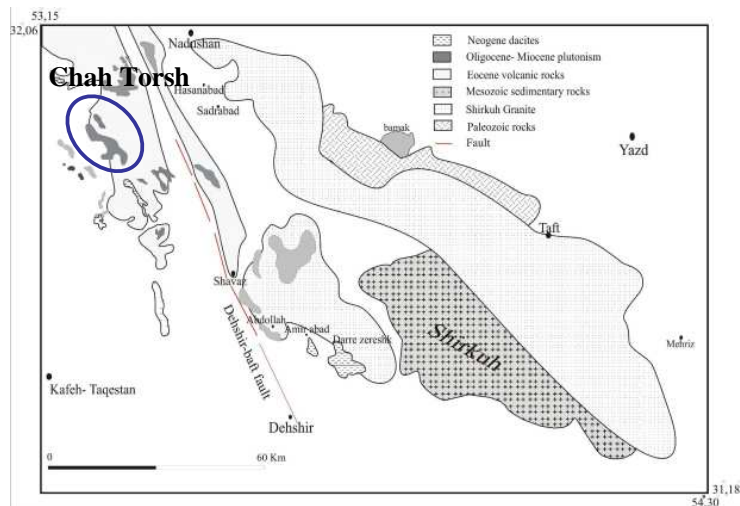 53,15
32,06
Nadushan
Chah Torsh
Hasanabad
Sadrabad
Neogene dacites
Oligocene- Miocene plutonism
Eocene volcanic rocks
Mesozoic sedimentary rocks
Shirkuh Granite
Paleozoic rocks
Fault
bamak
Yazd
Taft
Shavaz
Abdollah
Amir abad
Darre zereshk
Shirkuh
Mehriz
Dehshir-baft fault
Kafeh- Taqestan
Dehshir
0
60 Km
31,18
54,30